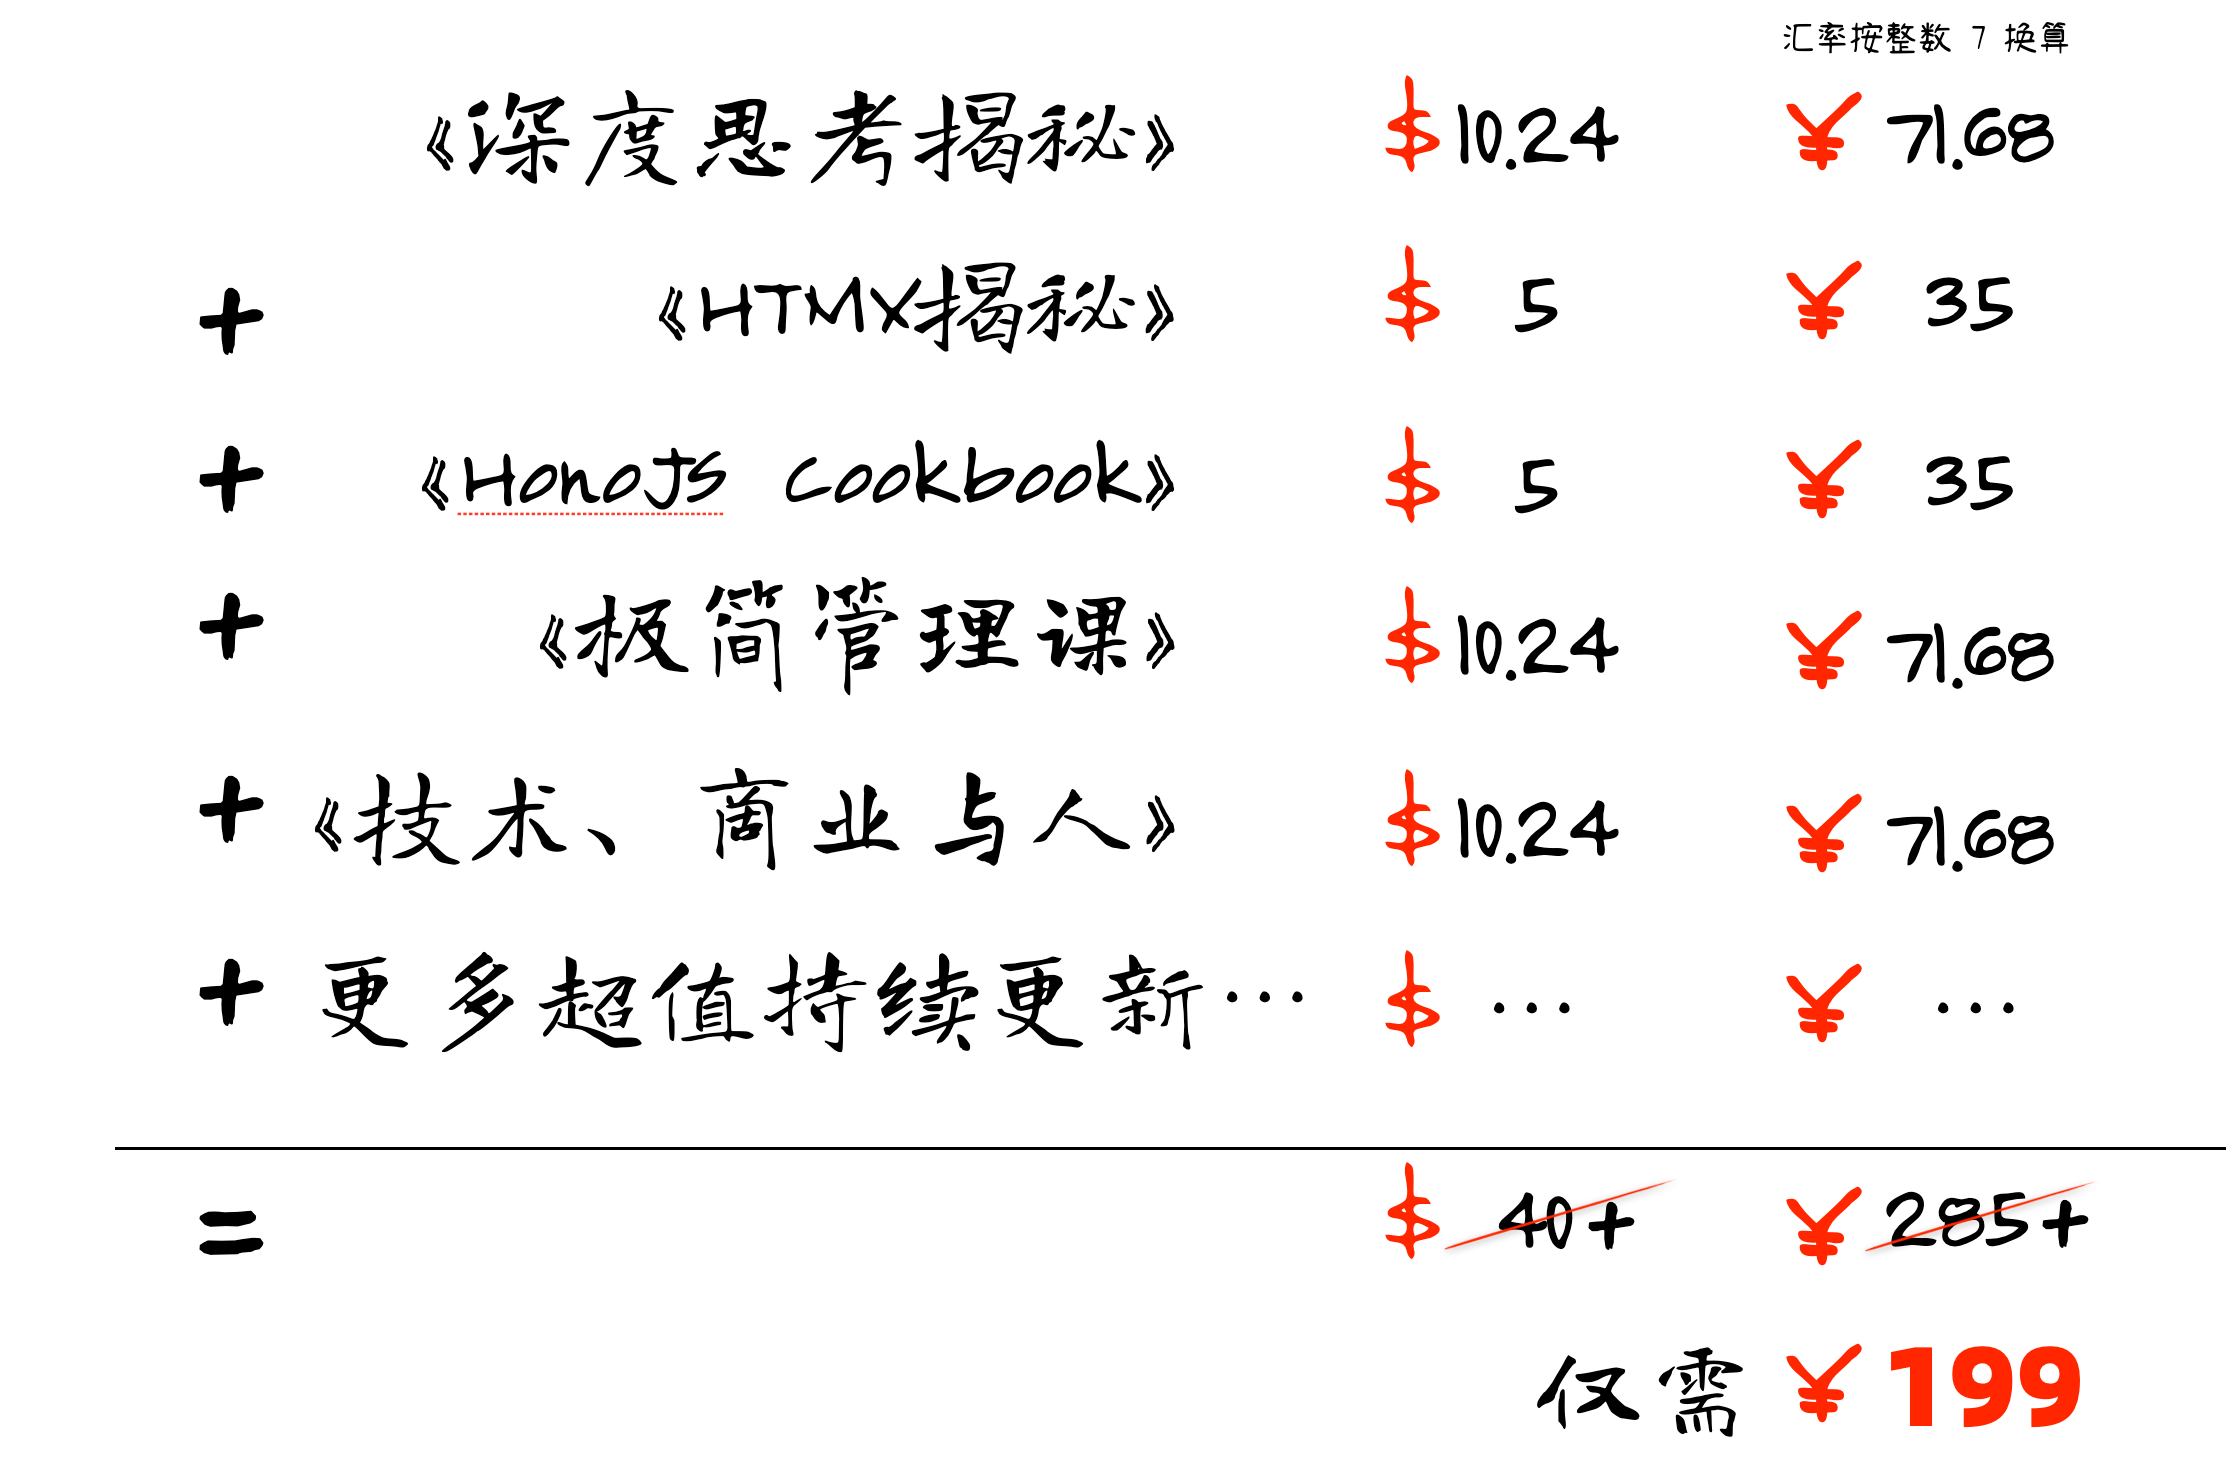 汇率按整数 7 换算
《深度思考揭秘》 $ 10.24 ¥ 71.68
+ 《HTMX揭秘》 $ 5 ¥ 35
+ 《HonoJS Cookbook》 $ 5 ¥ 35
+ 《极简管理课》 $ 10.24 ¥ 71.68
+ 《技术、商业与人》 $ 10.24 ¥ 71.68
+ 更多超值持续更新… $ … ¥ …
= $ 40+ ¥ 285+
仅需 ¥ 199